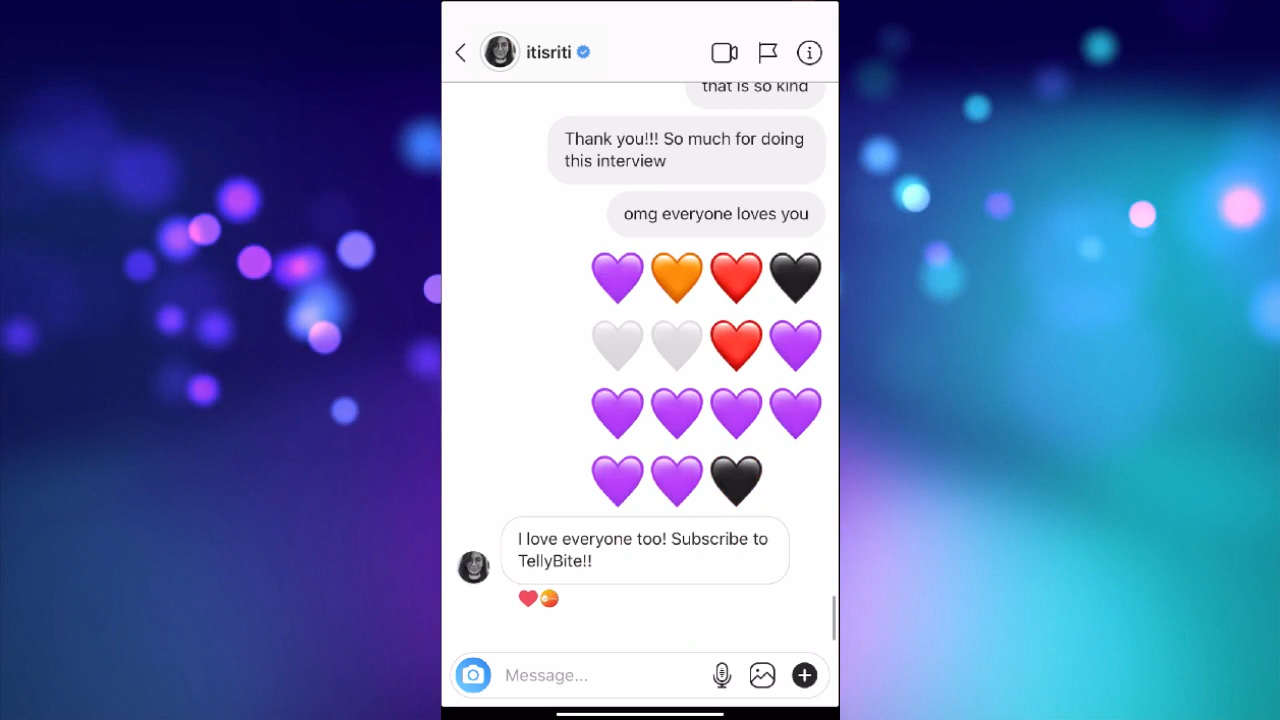 itisriti
that is so kind
Thank you!!! So much for doing
this interview
omg everyone loves you
I love everyone too! Subscribe to
TellyBite!!
Message...